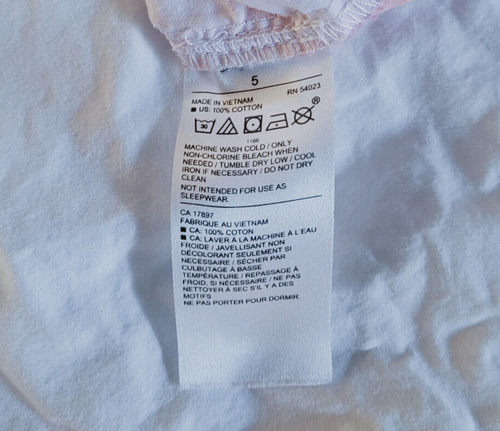 5
RN 54023
MADE IN VIETNAM
■ US: 100% COTTON
30
®
1166
MACHINE WASH COLD / ONLY
NON-CHLORINE BLEACH WHEN
NEEDED / TUMBLE DRY LOW / COOL
IRON IF NECESSARY / DO NOT DRY
CLEAN
NOT INTENDED FOR USE AS
SLEEPWEAR.
CA 17897
FABRIQUE AU VIETNAM
■ CA: 100% COTON
■ CA: LAVER À LA MACHINE À L'EAU
FROIDE / JAVELLISANT NON
DÉCOLORANT SEULEMENT SI
NÉCESSAIRE / SÉCHER PAR
CULBUTAGE À BASSE
TEMPÉRATURE / REPASSAGE À
FROID, SI NÉCESSAIRE / NE PAS
NETTOYER À SEC S'IL Y A DES
MOTIFS
NE PAS PORTER POUR DORMIR.